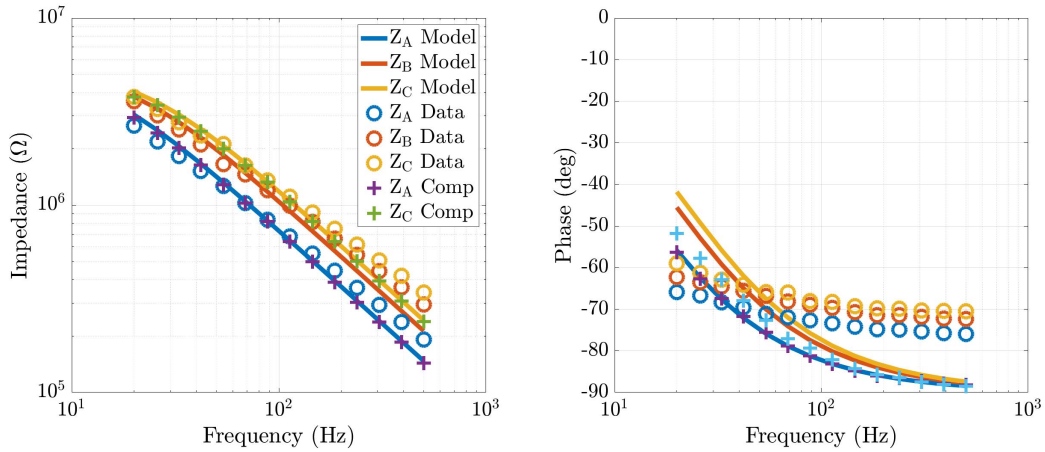 10^7
10^6
10^5
Impedance (Ω)
10^1
10^2
10^3
Frequency (Hz)
Z_A Model
Z_B Model
Z_C Model
Z_A Data
Z_B Data
Z_C Data
Z_A Comp
Z_C Comp
0
-10
-20
-30
-40
-50
-60
-70
-80
-90
Phase (deg)
10^1
10^2
10^3
Frequency (Hz)